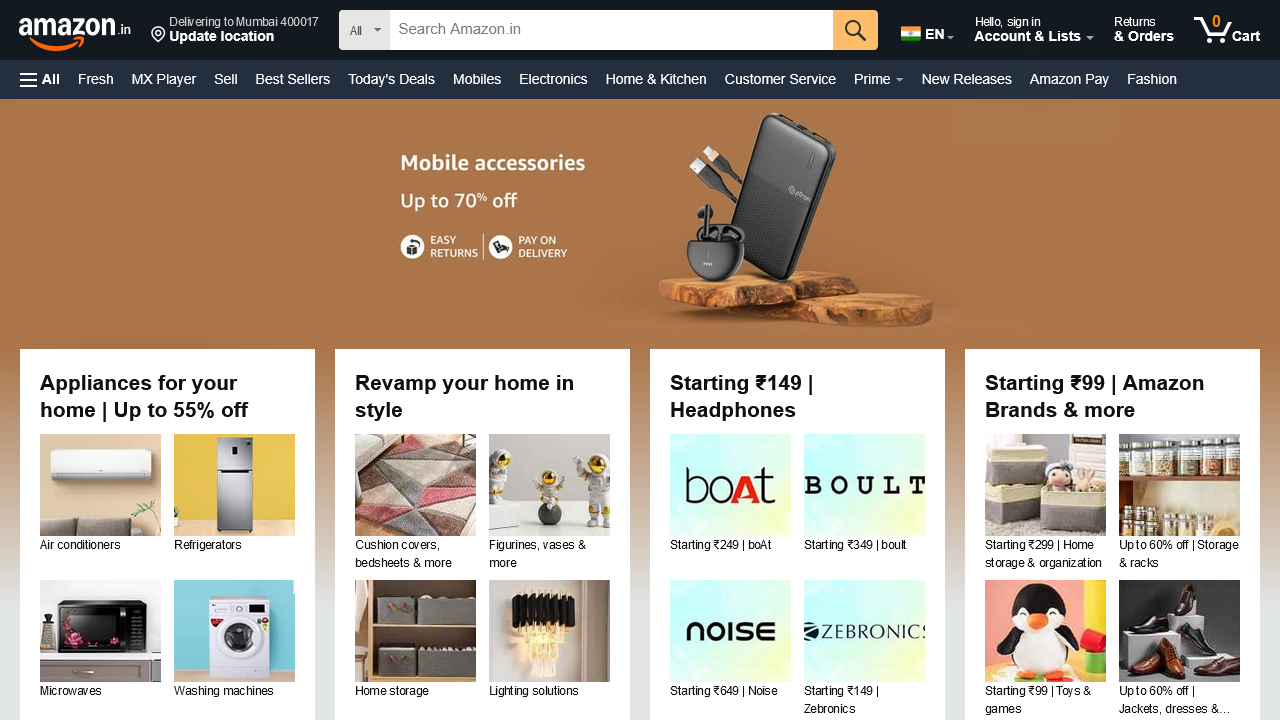 amazon.in
Delivering to Mumbai 400017
Update location
All
Search Amazon.in
EN
Hello, sign in
Account & Lists
Returns
& Orders
0
Cart
All
Fresh
MX Player
Sell
Best Sellers
Today's Deals
Mobiles
Electronics
Home & Kitchen
Customer Service
Prime
New Releases
Amazon Pay
Fashion
Mobile accessories
Up to 70% off
EASY
RETURNS
PAY ON
DELIVERY
pTron
Appliances for your
home | Up to 55% off
Air conditioners
Refrigerators
Microwaves
Washing machines
Revamp your home in
style
Cushion covers,
bedsheets & more
Figurines, vases &
more
Home storage
Lighting solutions
Starting ₹149 |
Headphones
boAt
BOULT
Starting ₹249 | boAt
Starting ₹349 | boult
noise
ZEBRONICS
Starting ₹649 | Noise
Starting ₹149 |
Zebronics
Starting ₹99 | Amazon
Brands & more
Starting ₹299 | Home
storage & organization
Up to 60% off | Storage
& racks
Starting ₹99 | Toys &
games
Up to 60% off |
Jackets, dresses &...